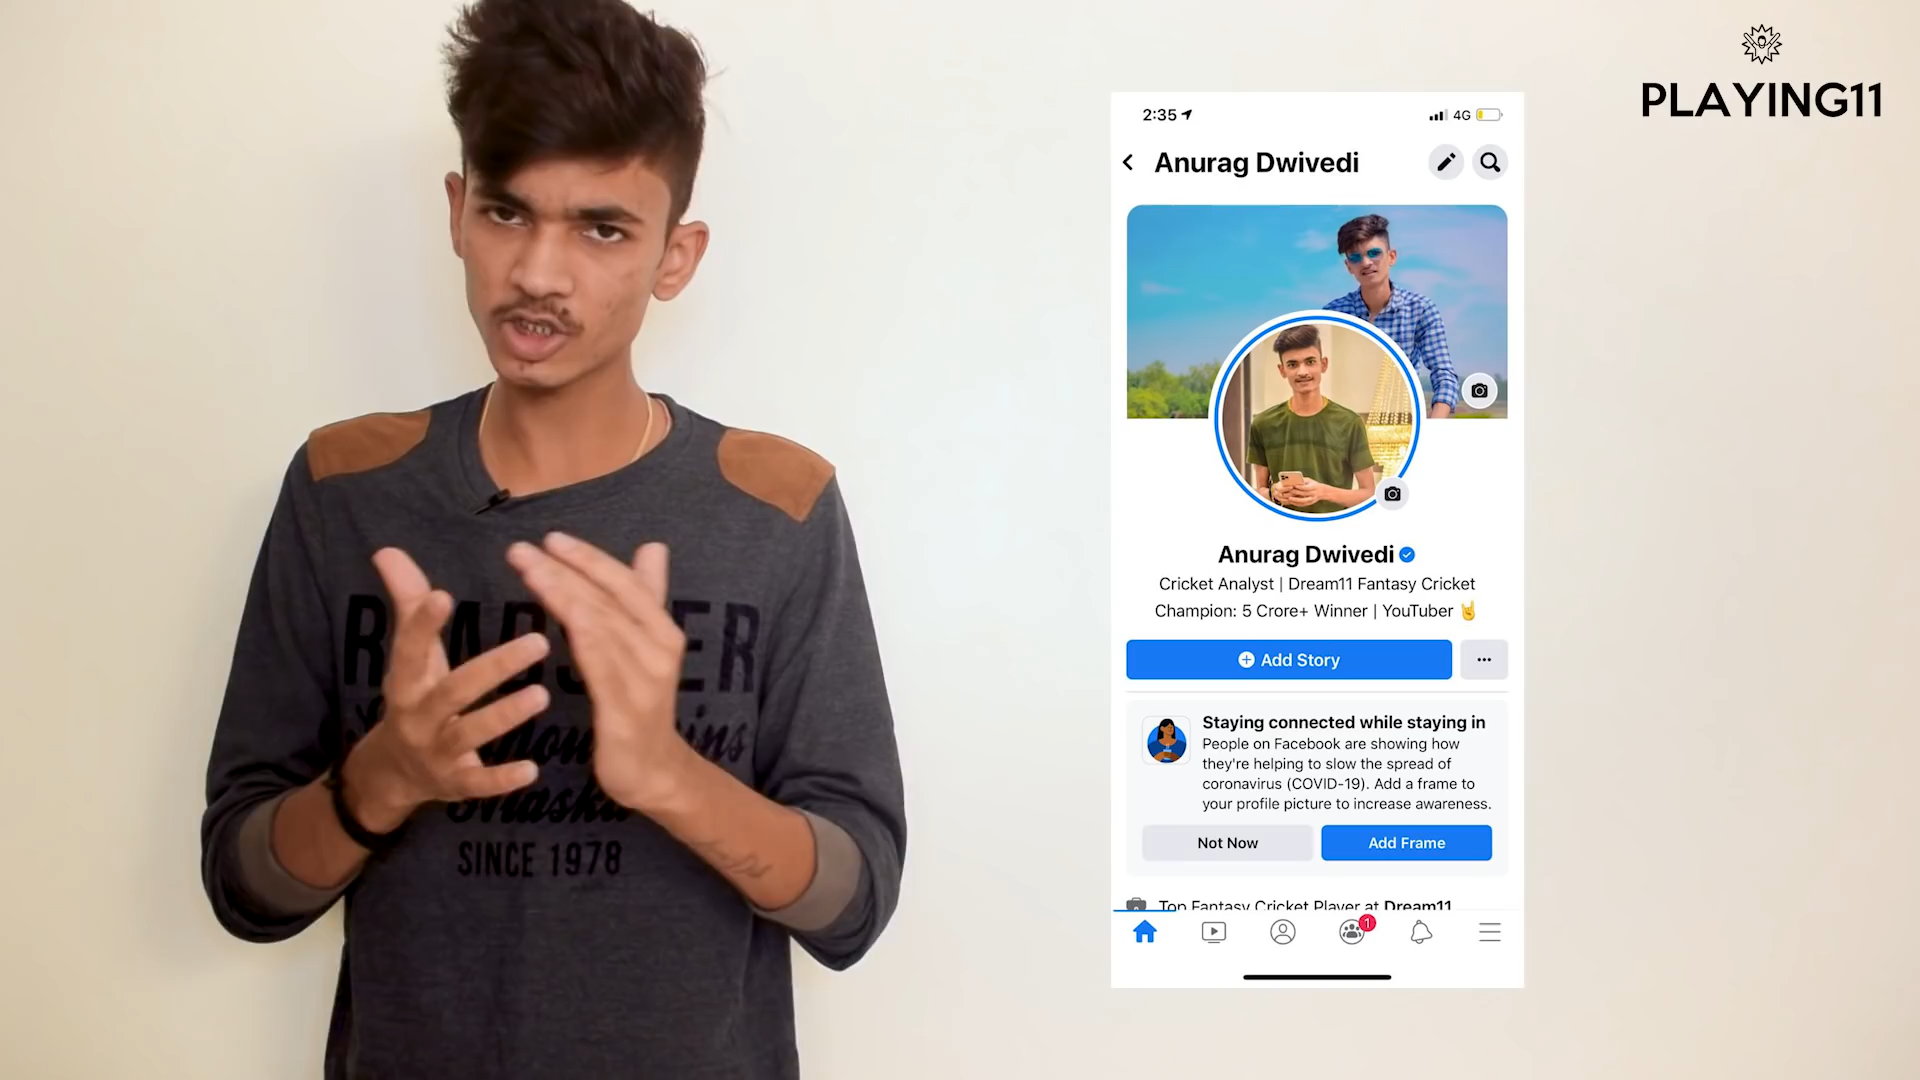 PLAYING11
2:35
4G
Anurag Dwivedi
Anurag Dwivedi
Cricket Analyst | Dream11 Fantasy Cricket
Champion: 5 Crore+ Winner | YouTuber 🤘
Add Story
Staying connected while staying in
People on Facebook are showing how
they're helping to slow the spread of
coronavirus (COVID-19). Add a frame to
your profile picture to increase awareness.
Not Now
Add Frame
Top Fantasy Cricket Player at Dream11
1
SINCE 1978